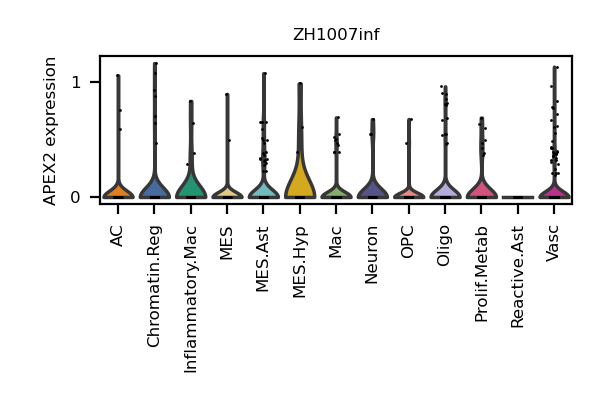 ZH1007inf
APEX2 expression
1
0
AC
Chromatin.Reg
Inflammatory.Mac
MES
MES.Ast
MES.Hyp
Mac
Neuron
OPC
Oligo
Prolif.Metab
Reactive.Ast
Vasc